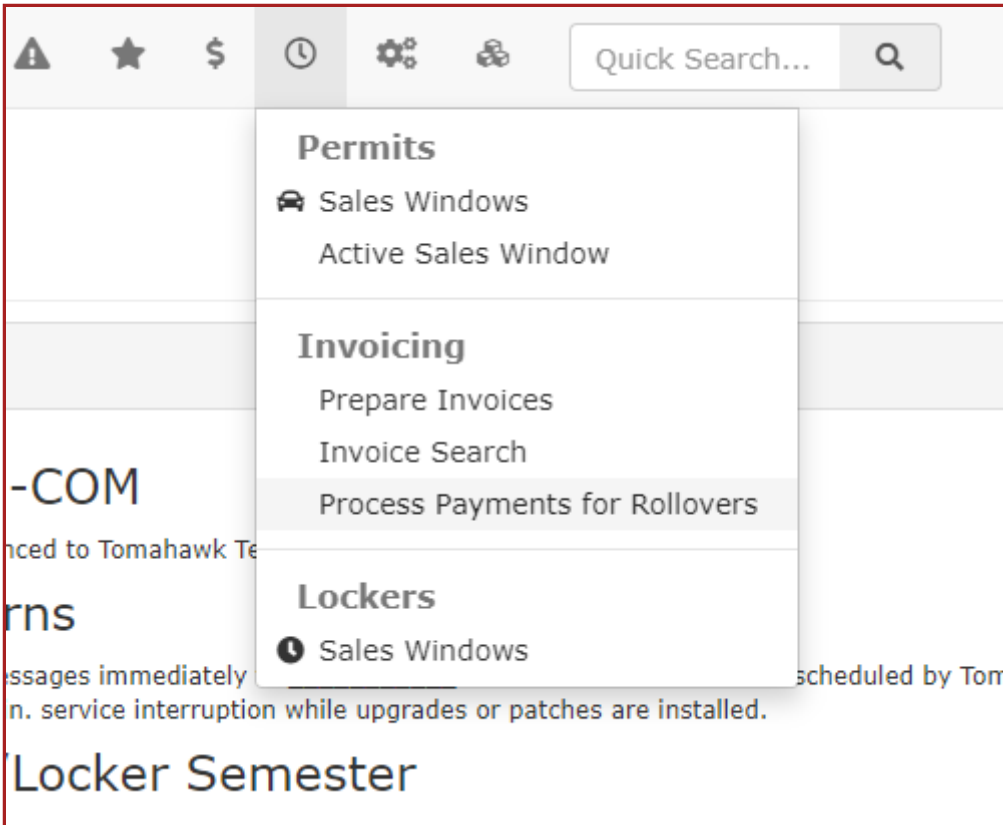 $
Quick Search...
Permits
Sales Windows
Active Sales Window
Invoicing
Prepare Invoices
Invoice Search
Process Payments for Rollovers
Lockers
Sales Windows
-COM
nced to Tomahawk Te
rns
essages immediately scheduled by Tom
n. service interruption while upgrades or patches are installed.
/Locker Semester